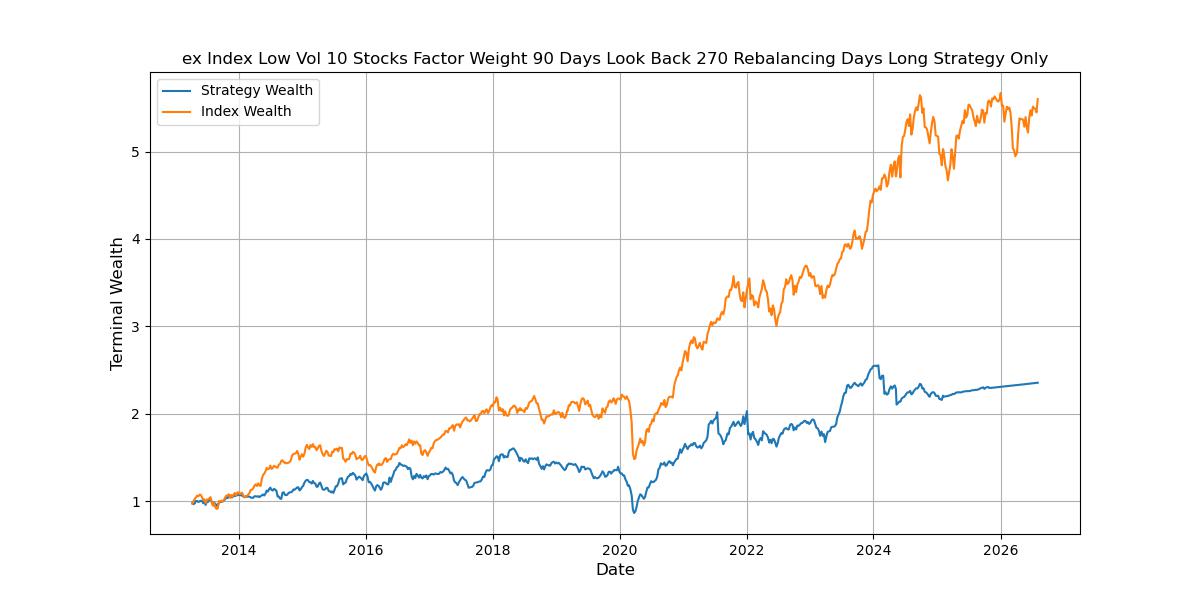 ex Index Low Vol 10 Stocks Factor Weight 90 Days Look Back 270 Rebalancing Days Long Strategy Only
Strategy Wealth
Index Wealth
Terminal Wealth
5
4
3
2
1
2014 2016 2018 2020 2022 2024 2026
Date